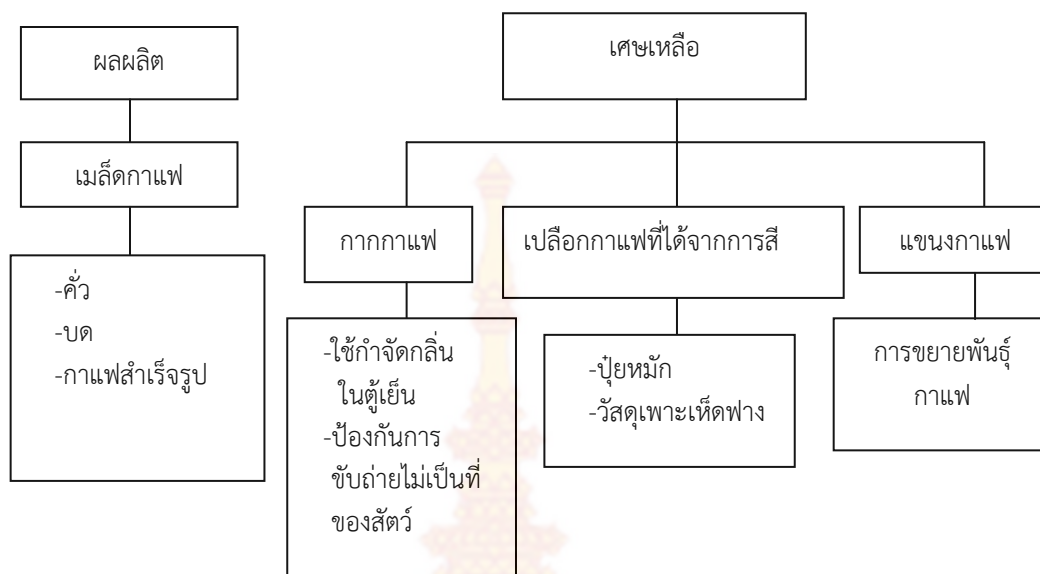 ผลผลิต
เมล็ดกาแฟ
-คั่ว
-บด
-กาแฟสำเร็จรูป
เศษเหลือ
กากกาแฟ
-ใช้กำจัดกลิ่น
ในตู้เย็น
-ป้องกันการ
ขับถ่ายไม่เป็นที่
ของสัตว์
เปลือกกาแฟที่ได้จากการสี
-ปุ๋ยหมัก
-วัสดุเพาะเห็ดฟาง
แขนงกาแฟ
การขยายพันธุ์
กาแฟ